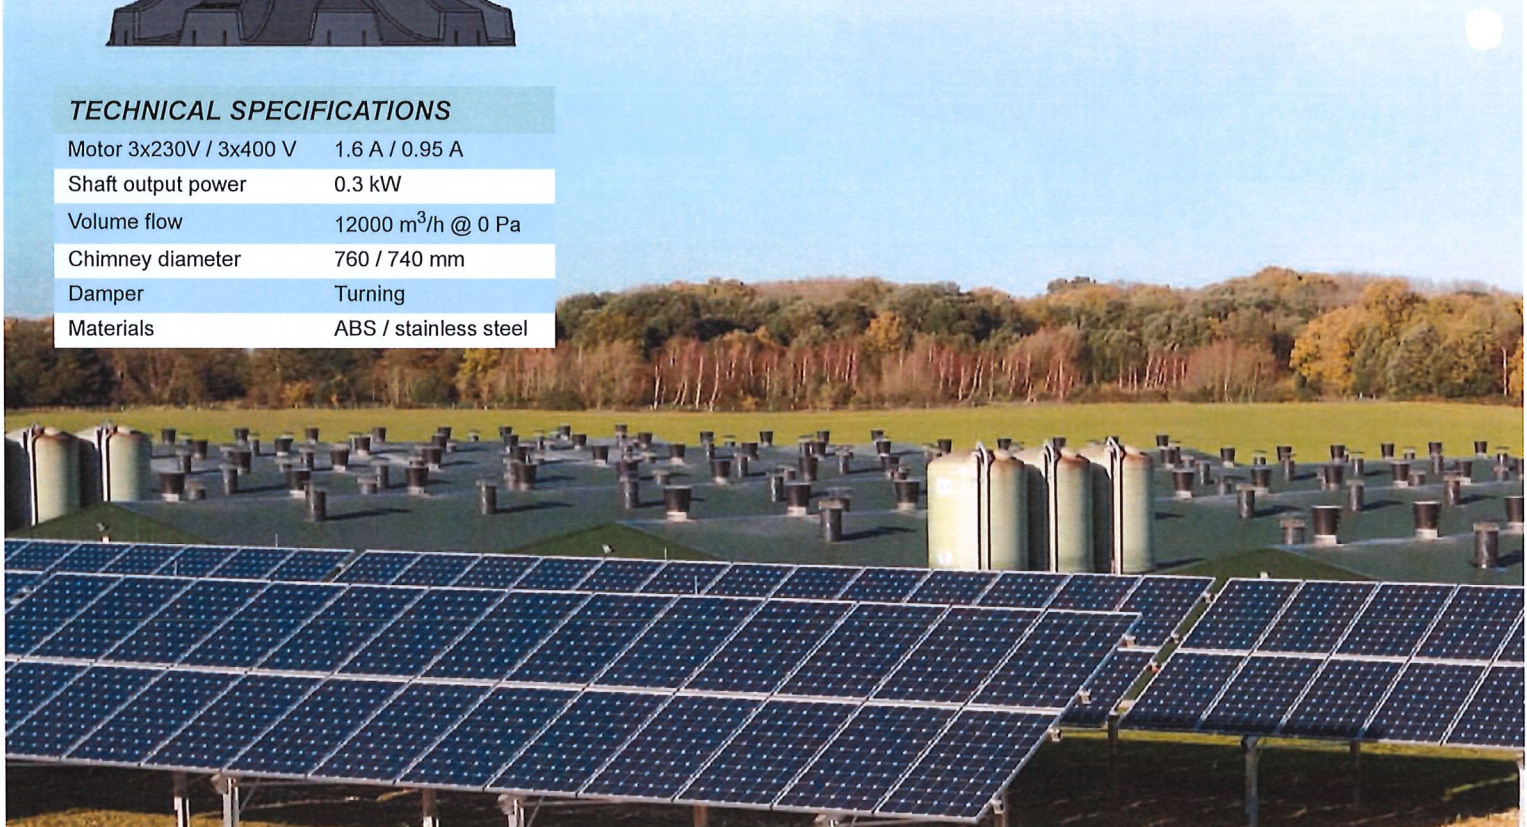 TECHNICAL SPECIFICATIONS
Motor 3x230V / 3x400 V 1.6 A / 0.95 A
Shaft output power 0.3 kW
Volume flow 12000 m³/h @ 0 Pa
Chimney diameter 760 / 740 mm
Damper Turning
Materials ABS / stainless steel